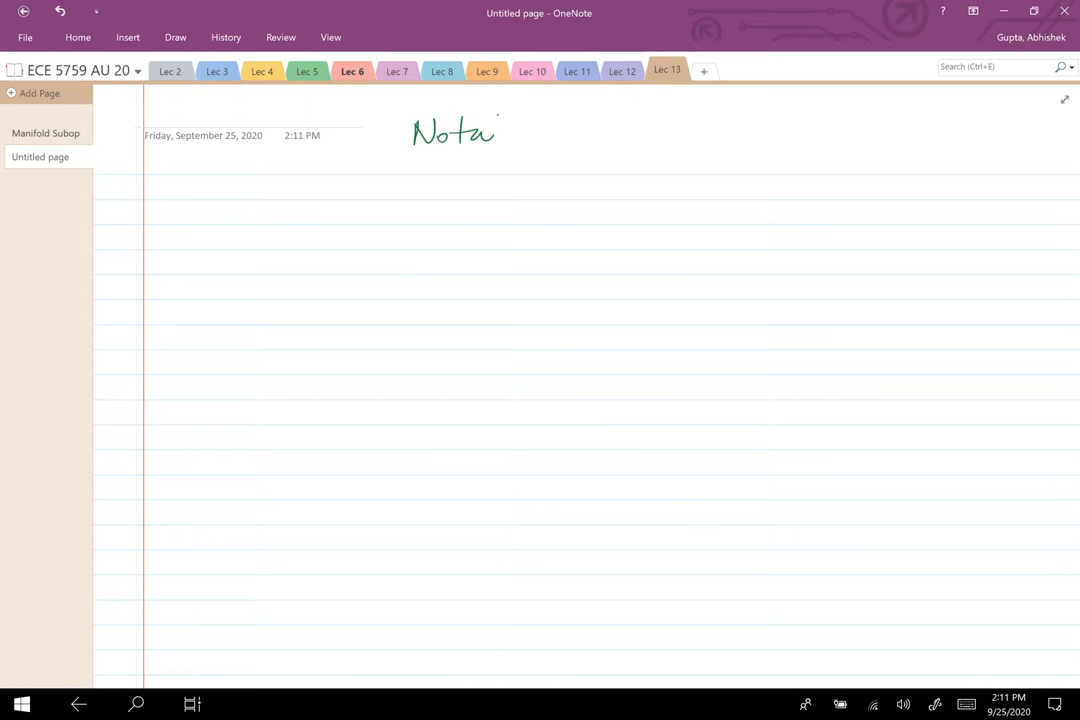 Untitled page - OneNote
File Home Insert Draw History Review View
Gupta, Abhishek
ECE 5759 AU 20
Lec 2 Lec 3 Lec 4 Lec 5 Lec 6 Lec 7 Lec 8 Lec 9 Lec 10 Lec 11 Lec 12 Lec 13 +
Search (Ctrl+E)
Add Page
Manifold Subop
Untitled page
Friday, September 25, 2020 2:11 PM
Nota
2:11 PM
9/25/2020